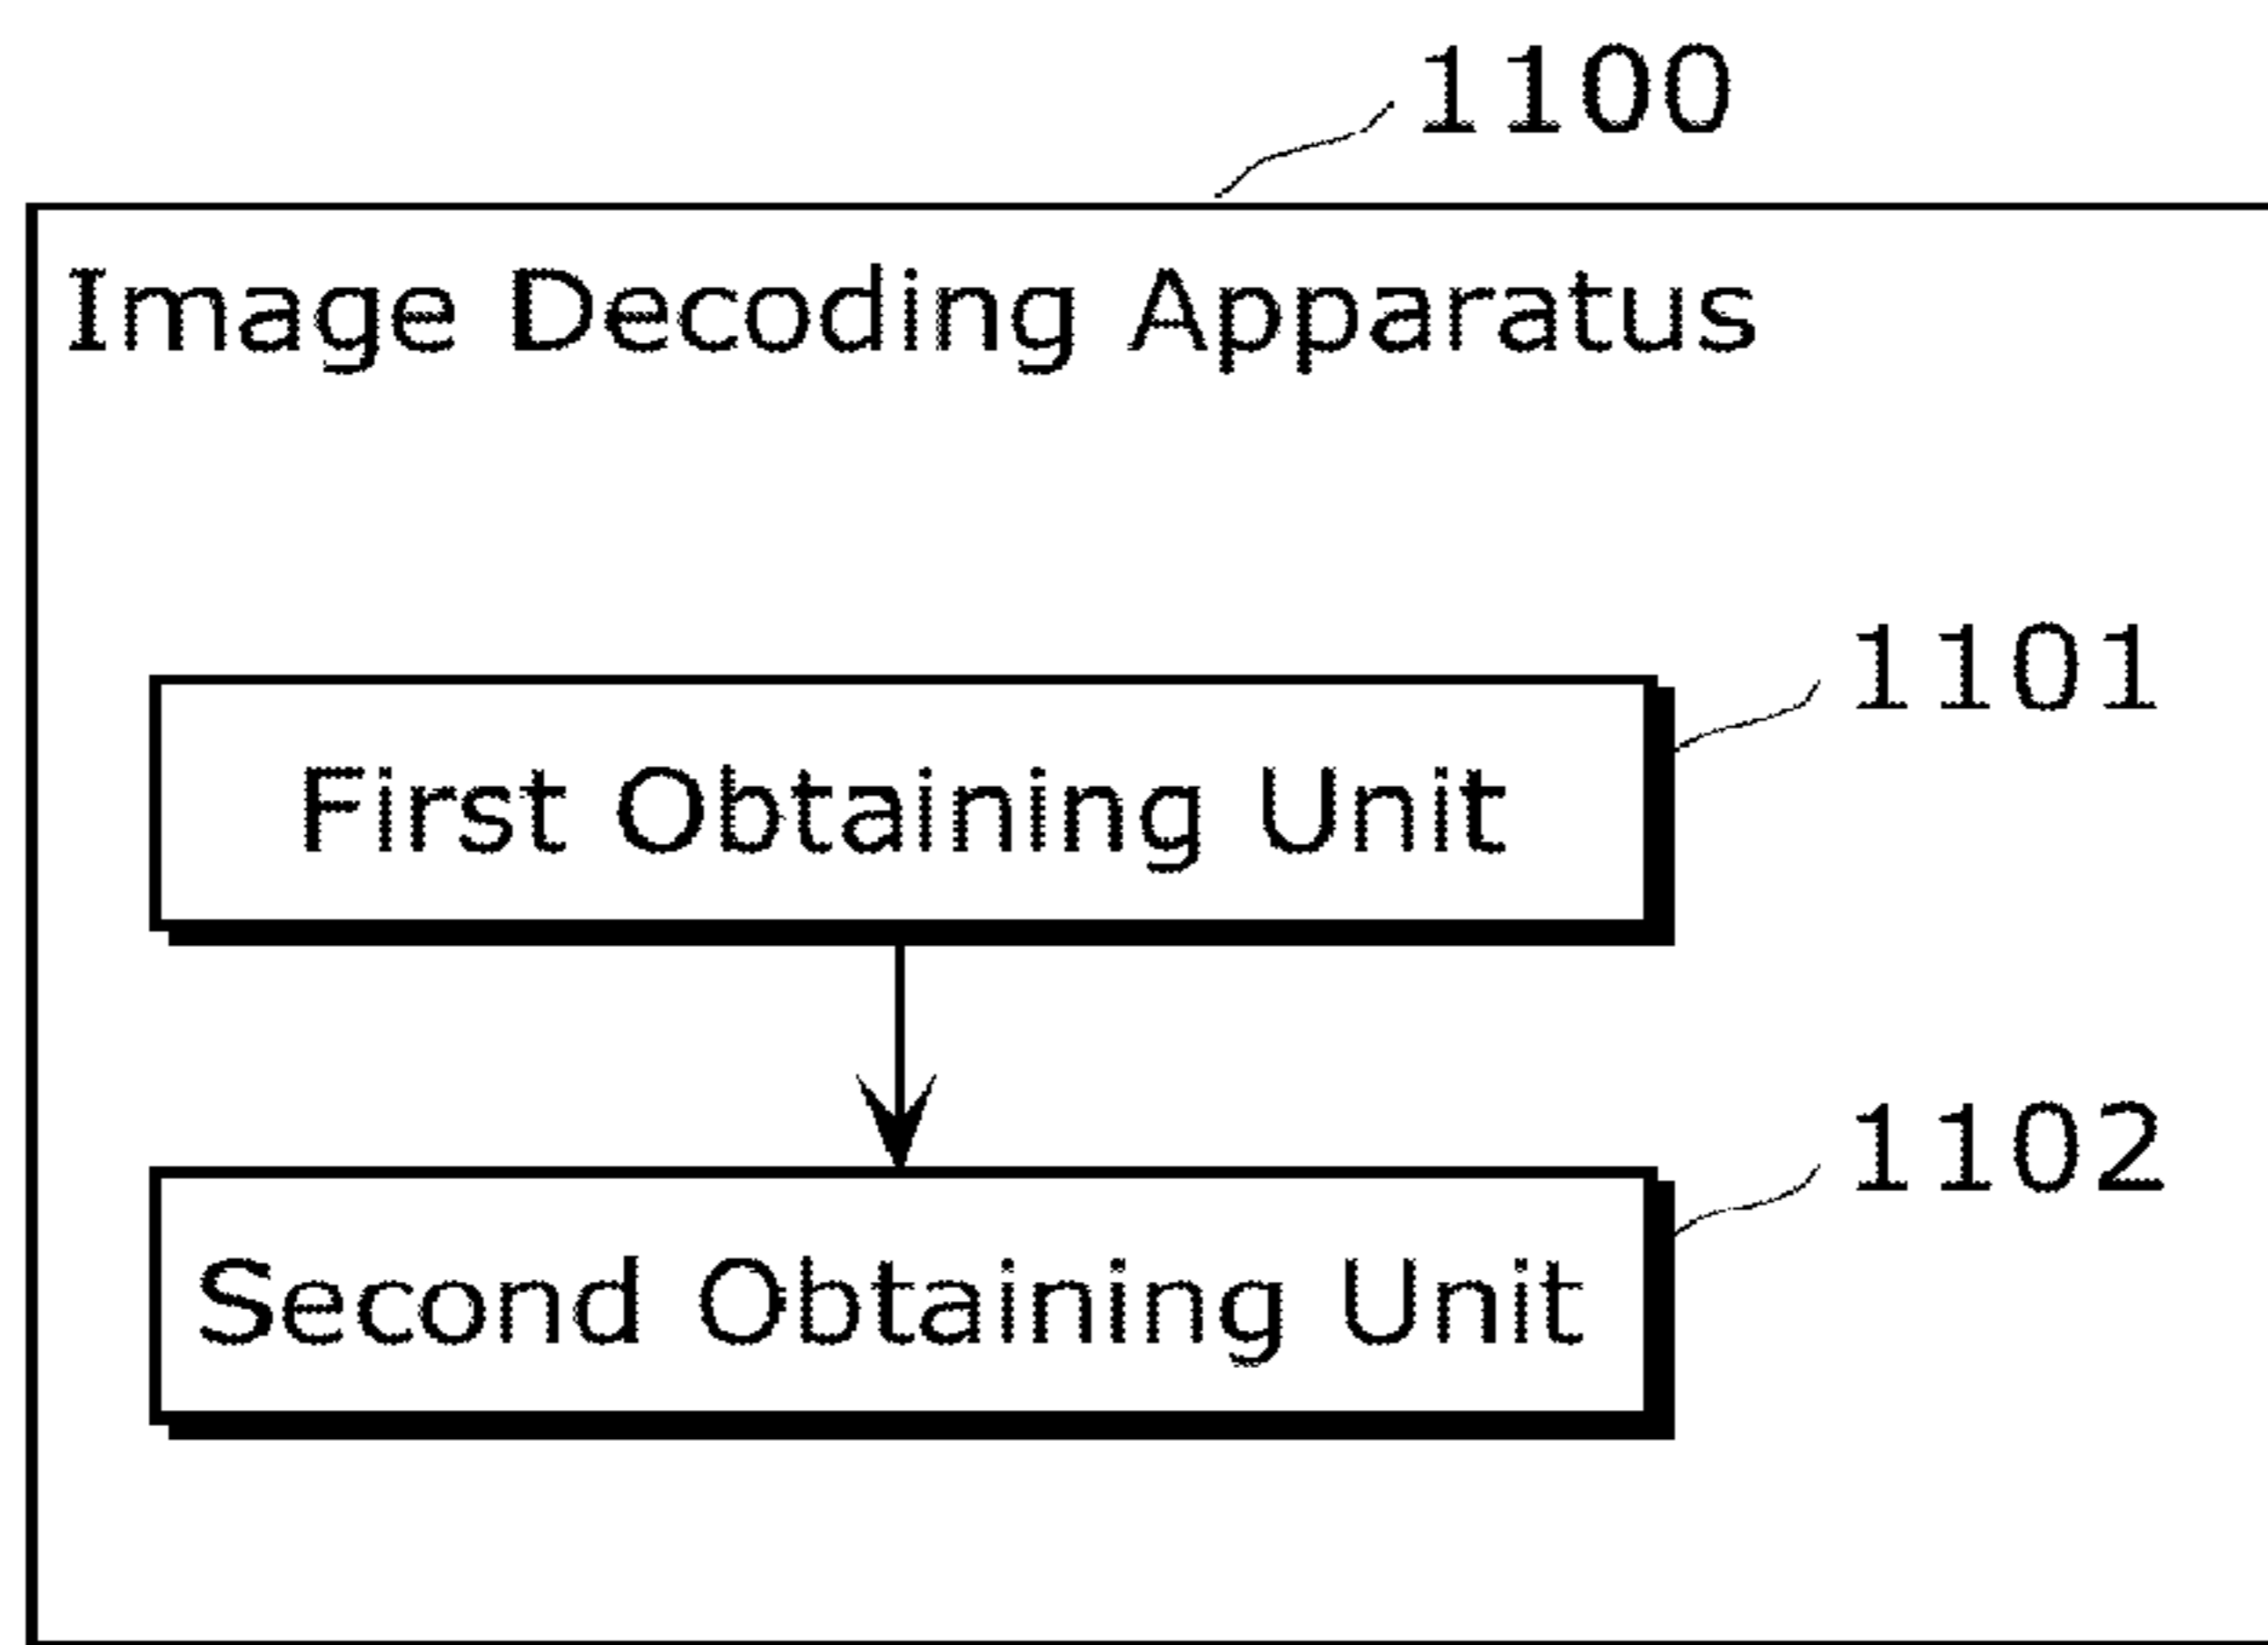 1100
Image Decoding Apparatus
1101
First Obtaining Unit
1102
Second Obtaining Unit